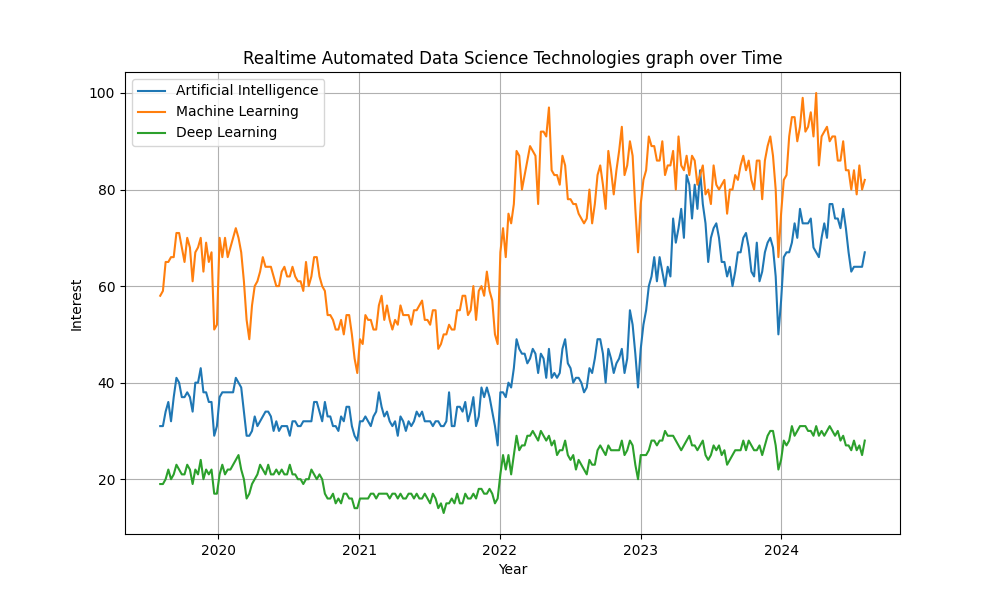 Realtime Automated Data Science Technologies graph over Time
Artificial Intelligence
Machine Learning
Deep Learning
100
80
60
40
20
Interest
2020 2021 2022 2023 2024
Year